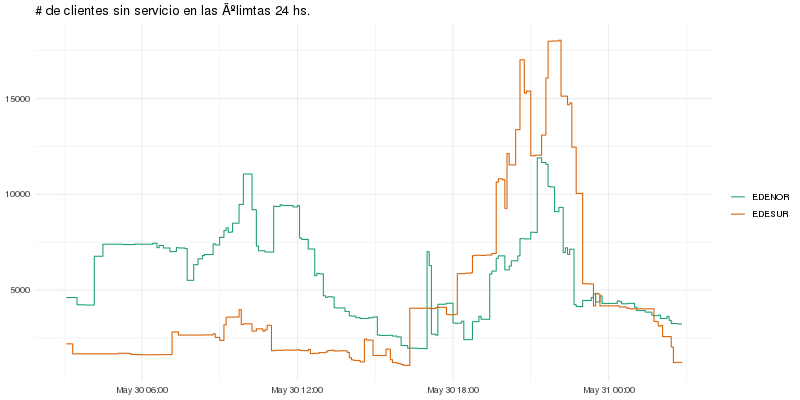 # de clientes sin servicio en las Ãºlimtas 24 hs.
15000
10000
5000
May 30 06:00
May 30 12:00
May 30 18:00
May 31 00:00
EDENOR
EDESUR